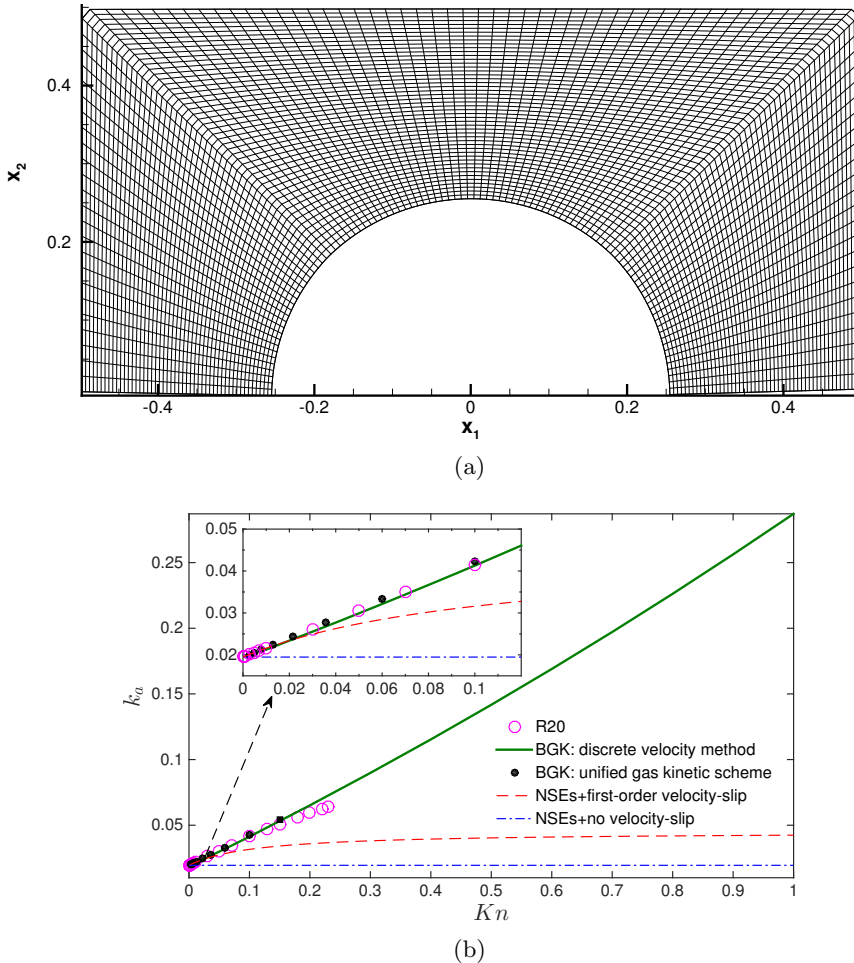 0.4
0.2
x2
-0.4 -0.2 0 0.2 0.4
x1
(a)
0.25
0.2
0.15
0.1
0.05
ka
0.05
0.04
0.03
0.02
0 0.02 0.04 0.06 0.08 0.1
R20
BGK: discrete velocity method
BGK: unified gas kinetic scheme
NSEs+first-order velocity-slip
NSEs+no velocity-slip
0 0.1 0.2 0.3 0.4 0.5 0.6 0.7 0.8 0.9 1
Kn
(b)